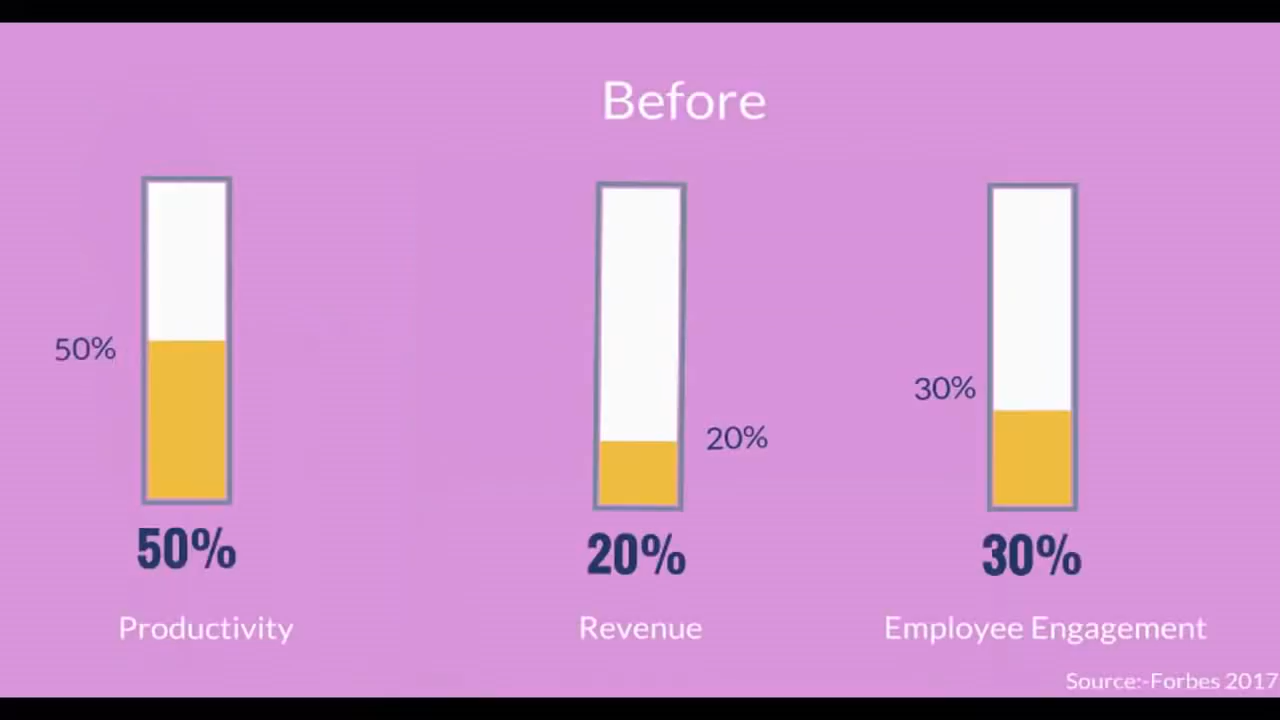 Before
50%
20%
30%
50%
20%
30%
Productivity
Revenue
Employee Engagement
Source:-Forbes 2017